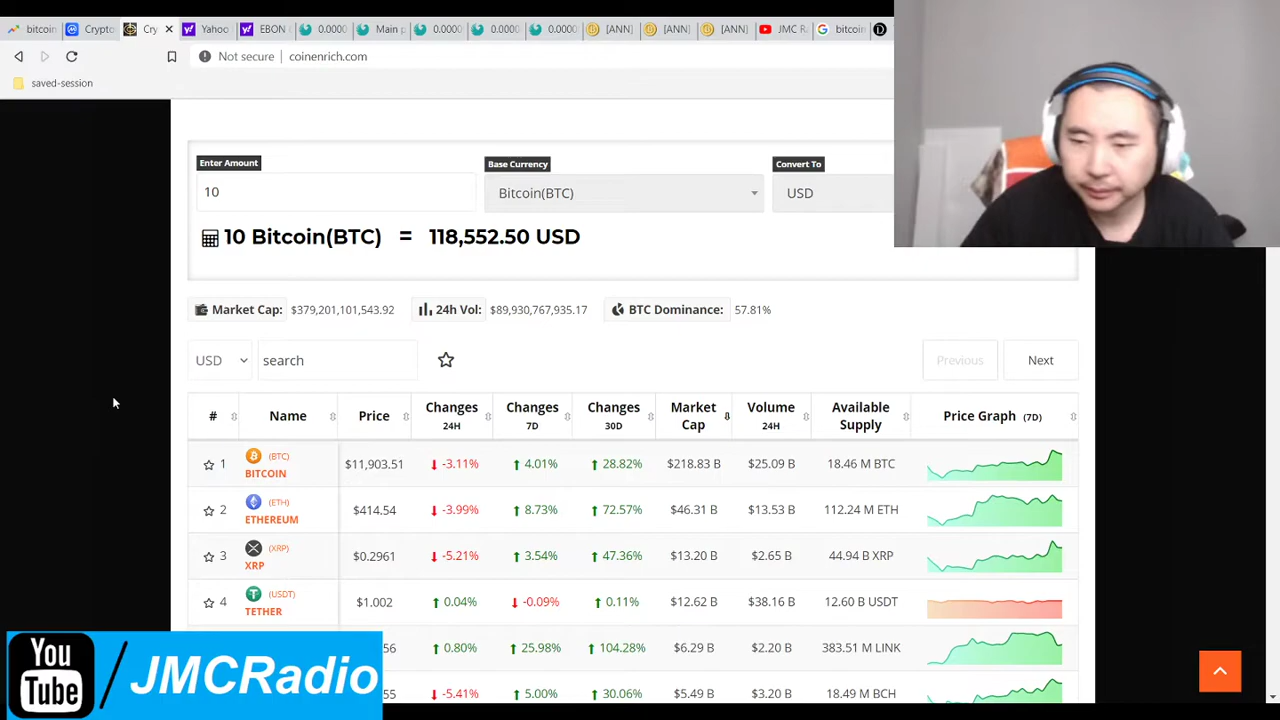 bitcoin
Crypto
Cry
Yahoo
EBON
0.0000
Main p
0.0000
0.0000
0.0000
[ANN]
[ANN]
[ANN]
JMC R
bitcoin
Not secure
coinenrich.com
saved-session
Enter Amount
Base Currency
Convert To
10
Bitcoin(BTC)
USD
10 Bitcoin(BTC) = 118,552.50 USD
Market Cap: $379,201,101,543.92
24h Vol: $89,930,767,935.17
BTC Dominance: 57.81%
USD
search
Previous
Next
# Name Price Changes 24H Changes 7D Changes 30D Market Cap Volume 24H Available Supply Price Graph (7D)
1 (BTC) BITCOIN $11,903.51 -3.11% 4.01% 28.82% $218.83 B $25.09 B 18.46 M BTC
2 (ETH) ETHEREUM $414.54 -3.99% 8.73% 72.57% $46.31 B $13.53 B 112.24 M ETH
3 (XRP) XRP $0.2961 -5.21% 3.54% 47.36% $13.20 B $2.65 B 44.94 B XRP
4 (USDT) TETHER $1.002 0.04% -0.09% 0.11% $12.62 B $38.16 B 12.60 B USDT
56 0.80% 25.98% 104.28% $6.29 B $2.20 B 383.51 M LINK
55 -5.41% 5.00% 30.06% $5.49 B $3.20 B 18.49 M BCH
You Tube
/JMCRadio